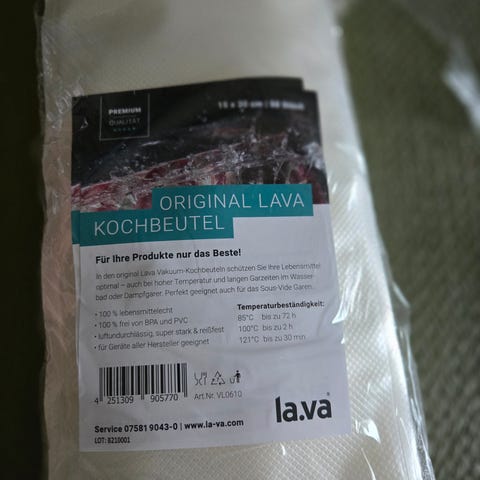 PREMIUM
QUALITÄT
15 x 20 cm | 50 Stück
ORIGINAL LAVA
KOCHBEUTEL
Für Ihre Produkte nur das Beste!
In den original Lava Vakuum-Kochbeuteln schützen Sie Ihre Lebensmittel
optimal – auch bei hoher Temperatur und langen Garzeiten im Wasser-
bad oder Dampfgarer. Perfekt geeignet auch für das Sous-Vide Garen.
• 100 % lebensmittelecht
• 100 % frei von BPA und PVC
• luftundurchlässig, super stark & reißfest
• für Geräte aller Hersteller geeignet
Temperaturbeständigkeit:
85°C bis zu 72 h
100°C bis zu 2 h
121°C bis zu 30 min
4 251309 905770
Art.Nr. VL0610
la.va®
Service 07581 9043-0 | www.la-va.com
LOT: B210001